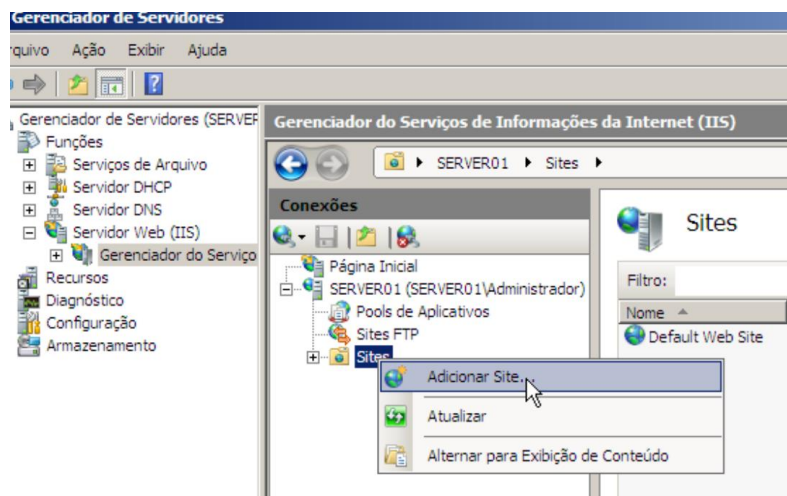 Gerenciador de Servidores
rquivo Ação Exibir Ajuda
Gerenciador de Servidores (SERVER
Funções
Serviços de Arquivo
Servidor DHCP
Servidor DNS
Servidor Web (IIS)
Gerenciador do Serviço
Recursos
Diagnóstico
Configuração
Armazenamento
Gerenciador do Serviços de Informações da Internet (IIS)
SERVER01 Sites
Conexões
Página Inicial
SERVER01 (SERVER01\Administrador)
Pools de Aplicativos
Sites FTP
Sites
Adicionar Site...
Atualizar
Alternar para Exibição de Conteúdo
Sites
Filtro:
Nome
Default Web Site